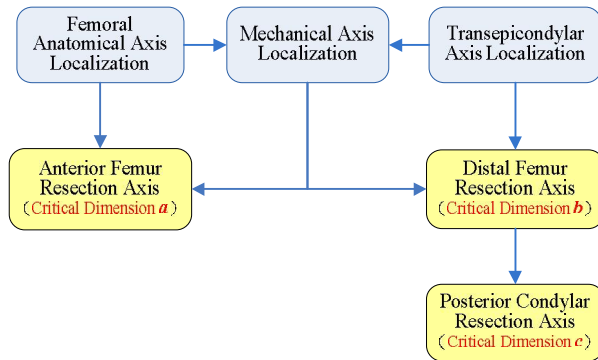 Femoral
Anatomical Axis
Localization
Mechanical Axis
Localization
Transepicondylar
Axis Localization
Anterior Femur
Resection Axis
(Critical Dimension a)
Distal Femur
Resection Axis
(Critical Dimension b)
Posterior Condylar
Resection Axis
(Critical Dimension c)